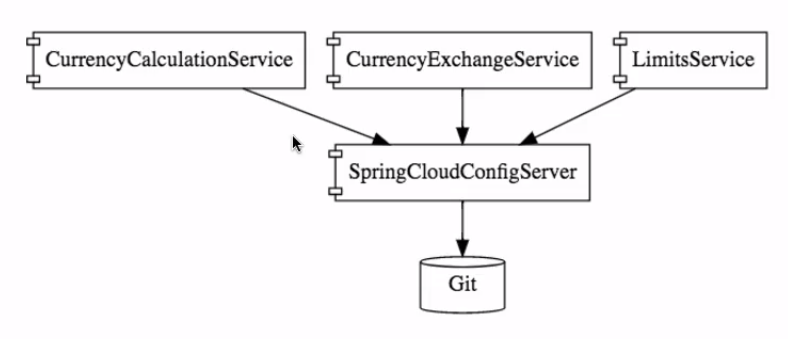 CurrencyCalculationService
CurrencyExchangeService
LimitsService
SpringCloudConfigServer
Git